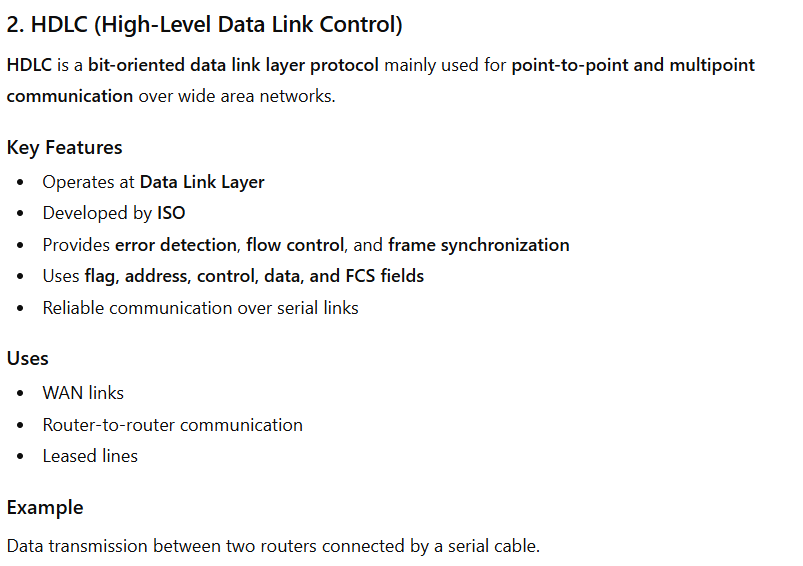 2. HDLC (High-Level Data Link Control)
HDLC is a bit-oriented data link layer protocol mainly used for point-to-point and multipoint
communication over wide area networks.
Key Features
• Operates at Data Link Layer
• Developed by ISO
• Provides error detection, flow control, and frame synchronization
• Uses flag, address, control, data, and FCS fields
• Reliable communication over serial links
Uses
• WAN links
• Router-to-router communication
• Leased lines
Example
Data transmission between two routers connected by a serial cable.